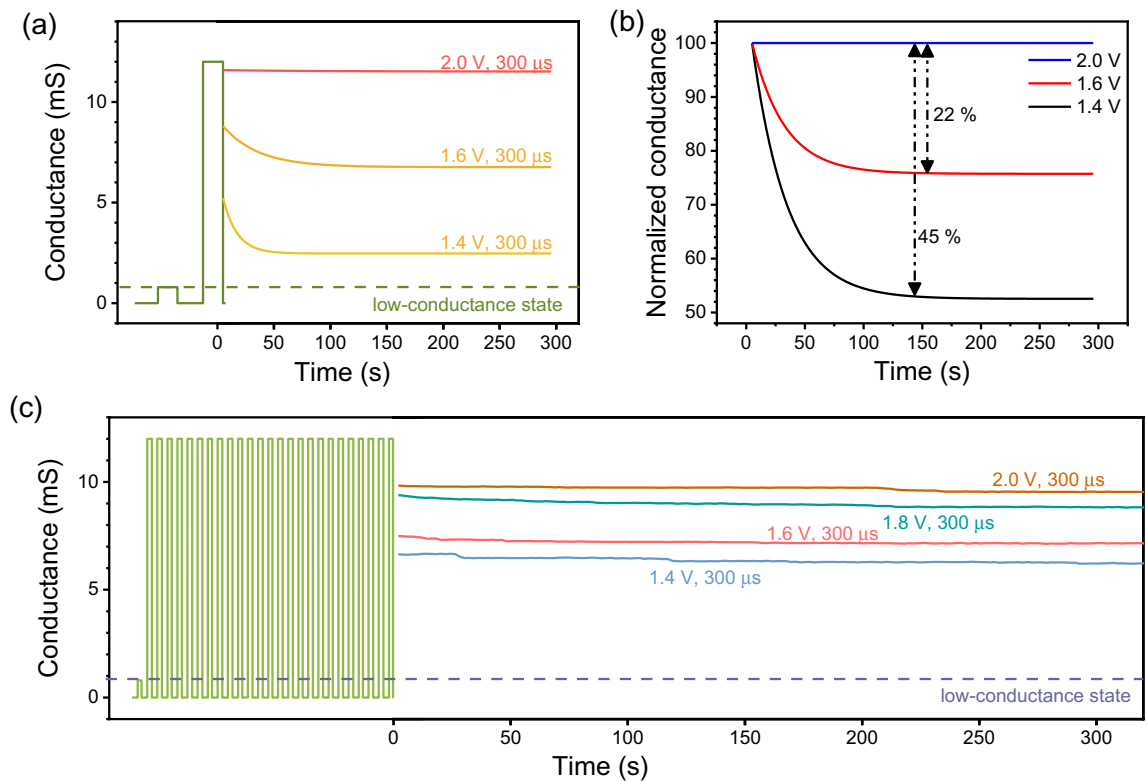 (a)
Conductance (mS)
10
5
0
2.0 V, 300 μs
1.6 V, 300 μs
1.4 V, 300 μs
low-conductance state
0 50 100 150 200 250 300
Time (s)
(b)
Normalized conductance
100
90
80
70
60
50
2.0 V
1.6 V
1.4 V
22 %
45 %
0 50 100 150 200 250 300
Time (s)
(c)
Conductance (mS)
10
5
0
2.0 V, 300 μs
1.8 V, 300 μs
1.6 V, 300 μs
1.4 V, 300 μs
low-conductance state
0 50 100 150 200 250 300
Time (s)